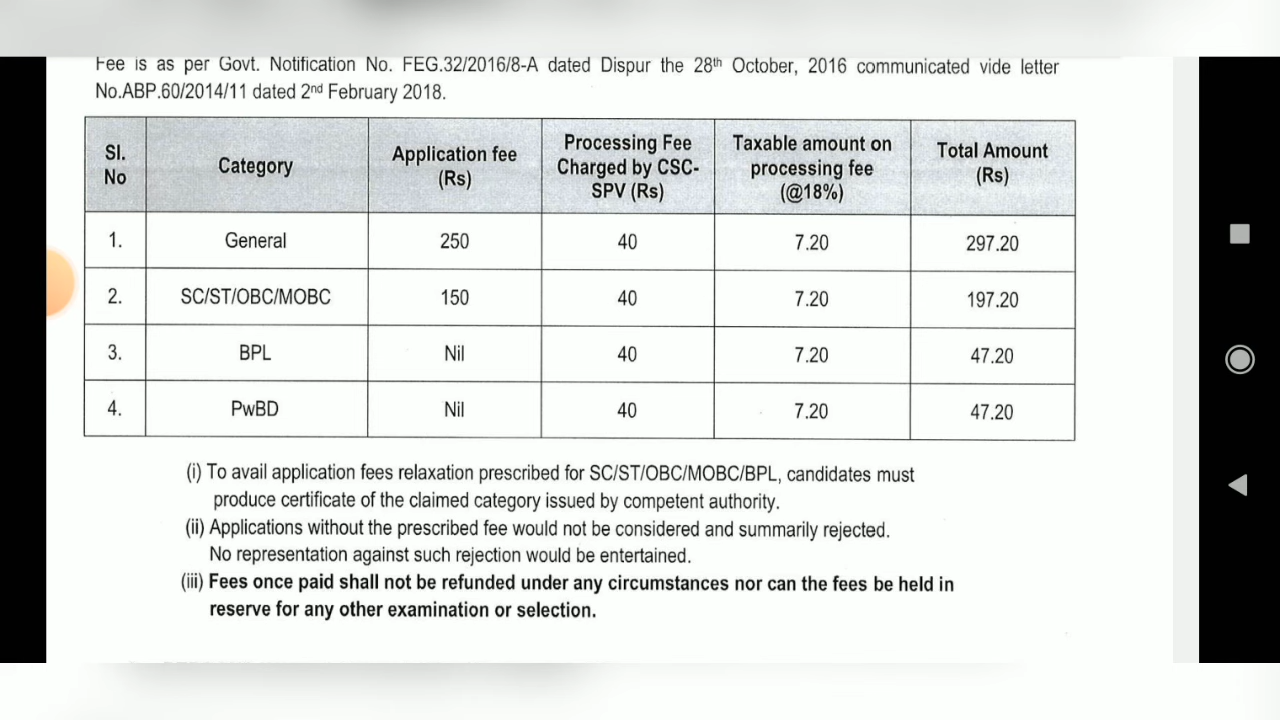 Fee is as per Govt. Notification No. FEG.32/2016/8-A dated Dispur the 28th October, 2016 communicated vide letter
No.ABP.60/2014/11 dated 2nd February 2018.
Sl. No | Category | Application fee (Rs) | Processing Fee Charged by CSC-SPV (Rs) | Taxable amount on processing fee (@18%) | Total Amount (Rs)
1. | General | 250 | 40 | 7.20 | 297.20
2. | SC/ST/OBC/MOBC | 150 | 40 | 7.20 | 197.20
3. | BPL | Nil | 40 | 7.20 | 47.20
4. | PwBD | Nil | 40 | 7.20 | 47.20
(i) To avail application fees relaxation prescribed for SC/ST/OBC/MOBC/BPL, candidates must
produce certificate of the claimed category issued by competent authority.
(ii) Applications without the prescribed fee would not be considered and summarily rejected.
No representation against such rejection would be entertained.
(iii) Fees once paid shall not be refunded under any circumstances nor can the fees be held in
reserve for any other examination or selection.